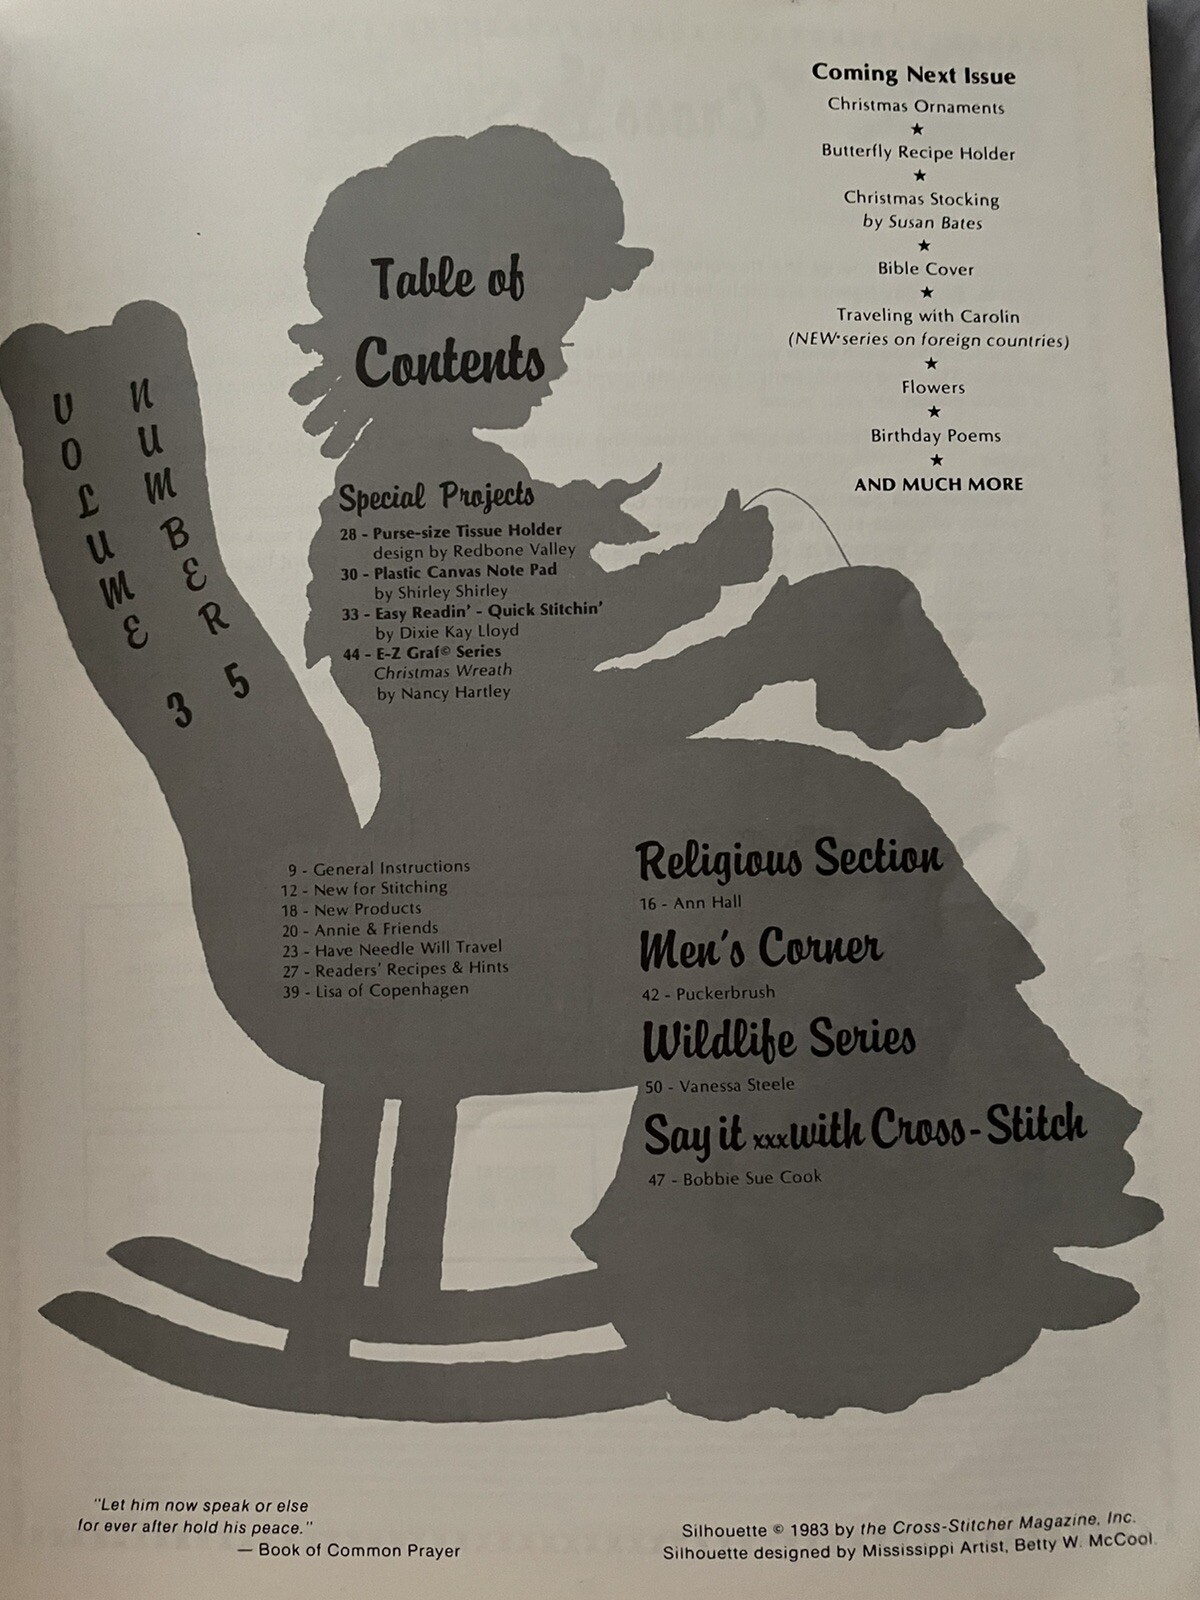 Coming Next Issue
Christmas Ornaments
★
Butterfly Recipe Holder
★
Christmas Stocking
by Susan Bates
★
Bible Cover
★
Traveling with Carolin
(NEW•series on foreign countries)
★
Flowers
★
Birthday Poems
★
AND MUCH MORE
Table of
Contents
VOLUME 3
NUMBER 5
Special Projects
28 - Purse-size Tissue Holder
design by Redbone Valley
30 - Plastic Canvas Note Pad
by Shirley Shirley
33 - Easy Readin' - Quick Stitchin'
by Dixie Kay Lloyd
44 - E-Z Graf© Series
Christmas Wreath
by Nancy Hartley
9 - General Instructions
12 - New for Stitching
18 - New Products
20 - Annie & Friends
23 - Have Needle Will Travel
27 - Readers' Recipes & Hints
39 - Lisa of Copenhagen
Religious Section
16 - Ann Hall
Men's Corner
42 - Puckerbrush
Wildlife Series
50 - Vanessa Steele
Say it xxx with Cross-Stitch
47 - Bobbie Sue Cook
"Let him now speak or else
for ever after hold his peace."
— Book of Common Prayer
Silhouette © 1983 by the Cross-Stitcher Magazine, Inc.
Silhouette designed by Mississippi Artist, Betty W. McCool.